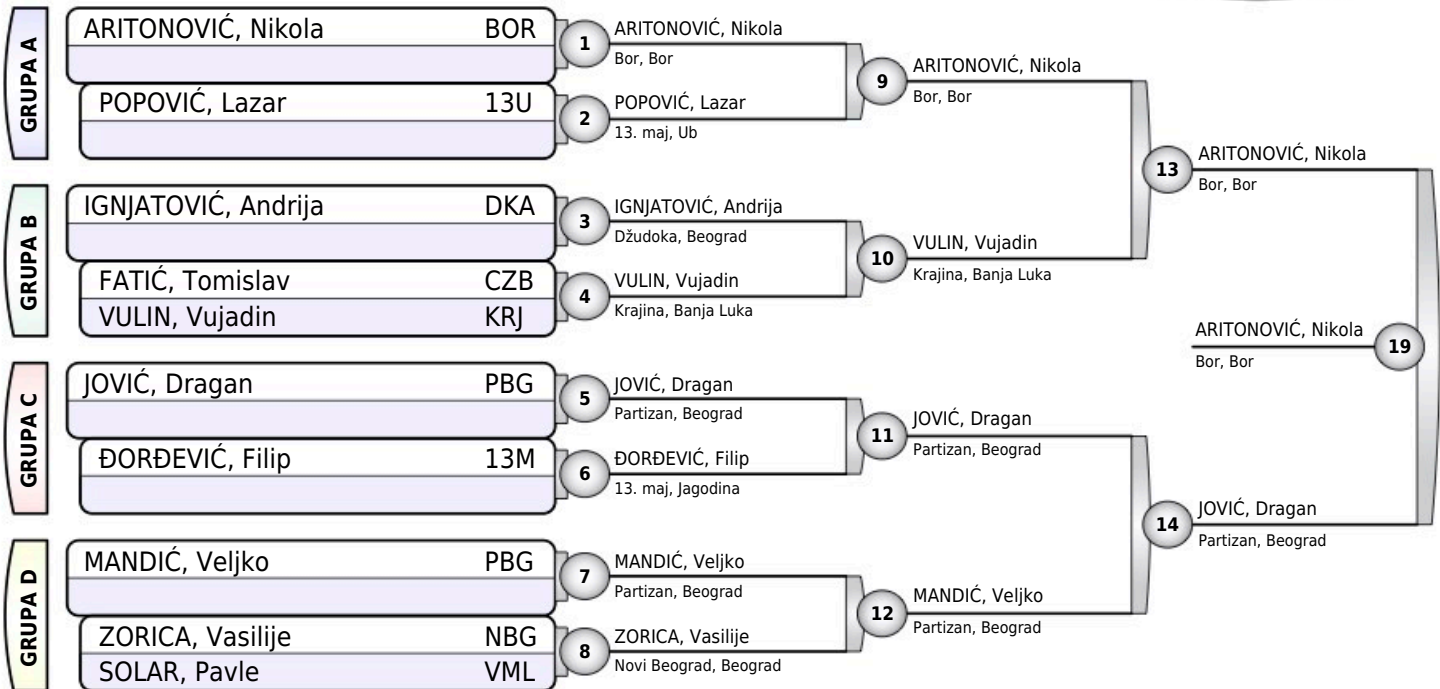 GRUPA A
ARITONOVIĆ, Nikola BOR
POPOVIĆ, Lazar 13U
GRUPA B
IGNJATOVIĆ, Andrija DKA
FATIĆ, Tomislav CZB
VULIN, Vujadin KRJ
GRUPA C
JOVIĆ, Dragan PBG
ĐORĐEVIĆ, Filip 13M
GRUPA D
MANDIĆ, Veljko PBG
ZORICA, Vasilije NBG
SOLAR, Pavle VML
1
ARITONOVIĆ, Nikola
Bor, Bor
2
POPOVIĆ, Lazar
13. maj, Ub
3
IGNJATOVIĆ, Andrija
Džudoka, Beograd
4
VULIN, Vujadin
Krajina, Banja Luka
5
JOVIĆ, Dragan
Partizan, Beograd
6
ĐORĐEVIĆ, Filip
13. maj, Jagodina
7
MANDIĆ, Veljko
Partizan, Beograd
8
ZORICA, Vasilije
Novi Beograd, Beograd
9
ARITONOVIĆ, Nikola
Bor, Bor
10
VULIN, Vujadin
Krajina, Banja Luka
11
JOVIĆ, Dragan
Partizan, Beograd
12
MANDIĆ, Veljko
Partizan, Beograd
13
ARITONOVIĆ, Nikola
Bor, Bor
14
JOVIĆ, Dragan
Partizan, Beograd
ARITONOVIĆ, Nikola
Bor, Bor
19